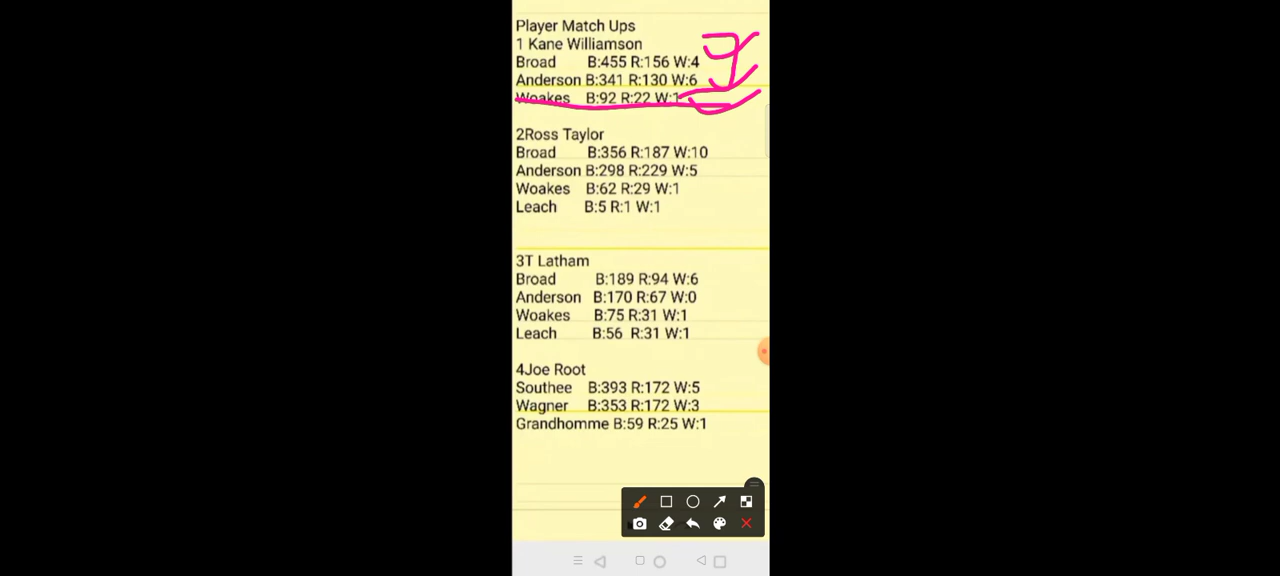 Player Match Ups
1 Kane Williamson
Broad B:455 R:156 W:4
Anderson B:341 R:130 W:6
Woakes B:92 R:22 W:1
2Ross Taylor
Broad B:356 R:187 W:10
Anderson B:298 R:229 W:5
Woakes B:62 R:29 W:1
Leach B:5 R:1 W:1
3T Latham
Broad B:189 R:94 W:6
Anderson B:170 R:67 W:0
Woakes B:75 R:31 W:1
Leach B:56 R:31 W:1
4Joe Root
Southee B:393 R:172 W:5
Wagner B:353 R:172 W:3
Grandhomme B:59 R:25 W:1